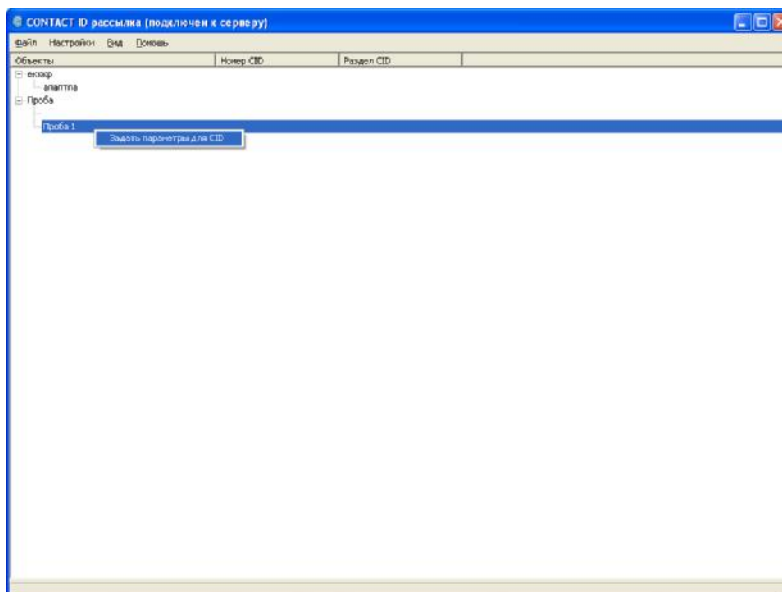 CONTACT ID рассылка (подключен к серверу)
Файл Настройки Вид Помощь
Объекты Номер CID Раздел CID
апаптпа
Проба
Проба 1
Задать параметры для CID